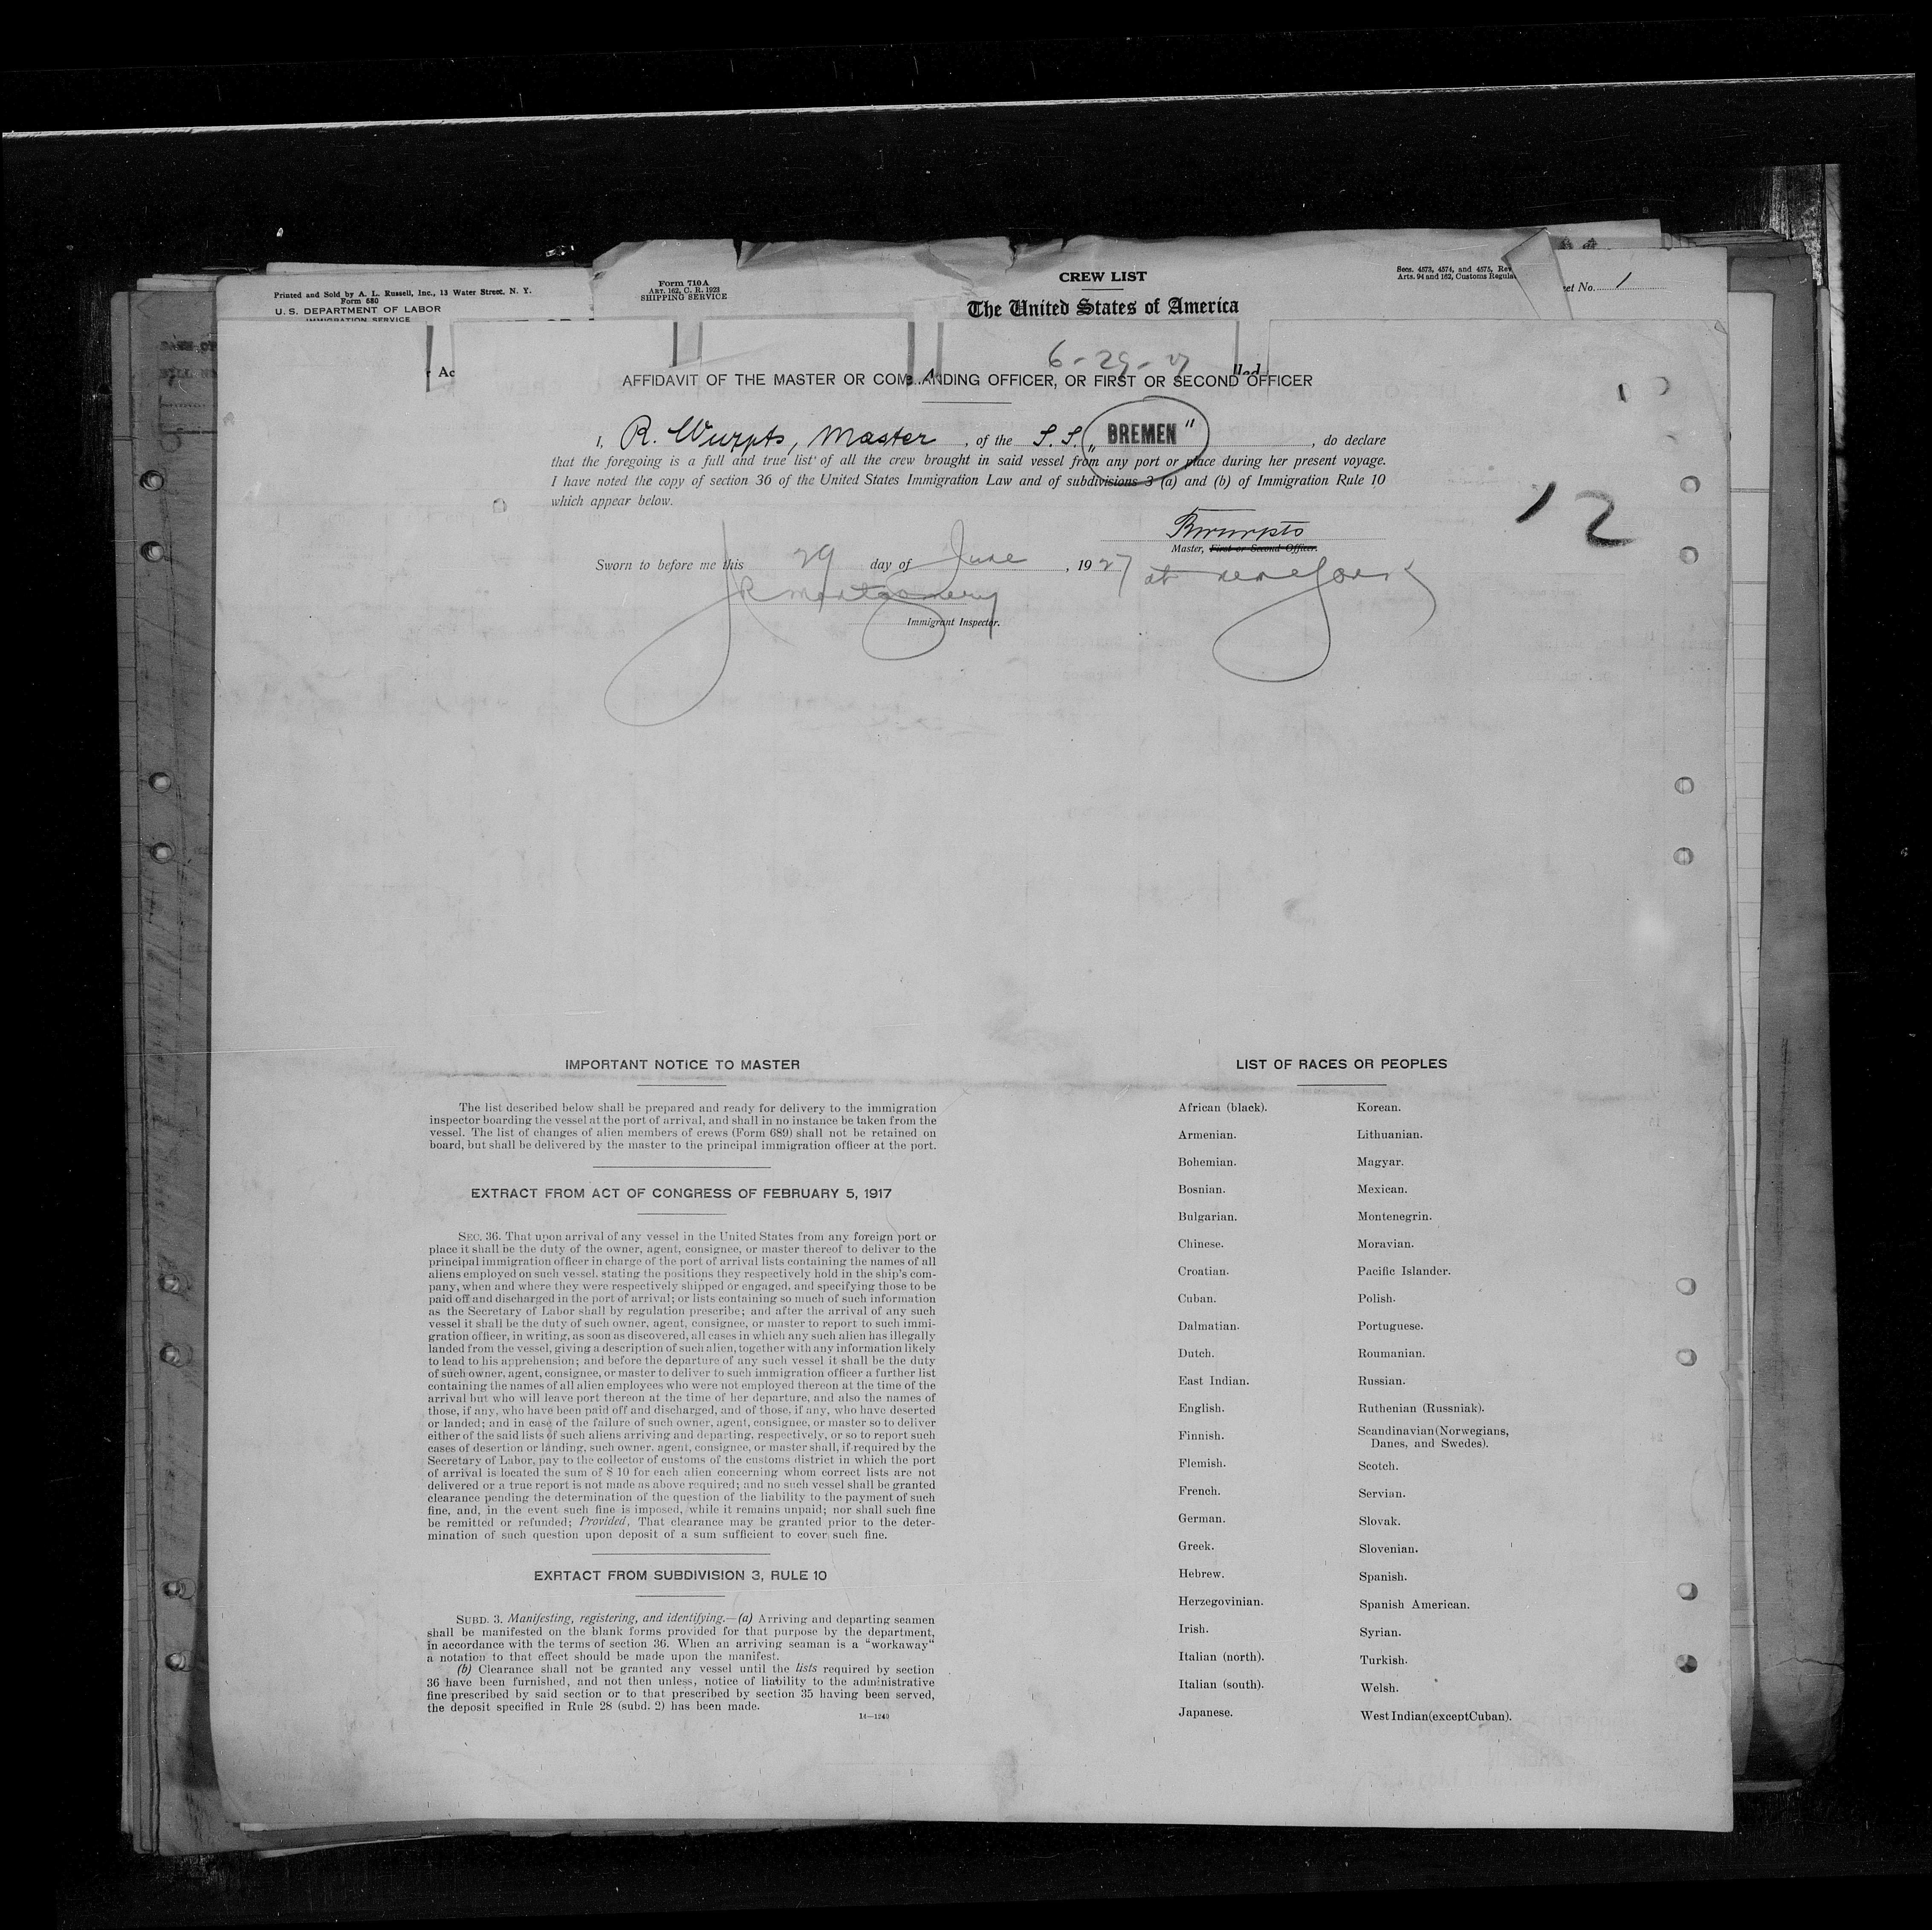 Printed and Sold by A. L. Russell, Inc., 13 Water Street. N. Y.
Form 680
U. S. DEPARTMENT OF LABOR
IMMIGRATION SERVICE
Form 710A
ART. 162, C. R. 1923
SHIPPING SERVICE
CREW LIST
The United States of America
Secs. 4573, 4574, and 4575, Rev
Arts. 94 and 162, Customs Regula
eet No. 1
6-29-27
AFFIDAVIT OF THE MASTER OR COMMANDING OFFICER, OR FIRST OR SECOND OFFICER
I, R. Wurpts, Master, of the S.S. „BREMEN", do declare
that the foregoing is a full and true list of all the crew brought in said vessel from any port or place during her present voyage.
I have noted the copy of section 36 of the United States Immigration Law and of subdivisions 3 (a) and (b) of Immigration Rule 10
which appear below.
12
RWurpts
Master, First or Second Officer.
Sworn to before me this 29 day of June, 1927 at New York
JR Montgomery
Immigrant Inspector.
IMPORTANT NOTICE TO MASTER
The list described below shall be prepared and ready for delivery to the immigration
inspector boarding the vessel at the port of arrival, and shall in no instance be taken from the
vessel. The list of changes of alien members of crews (Form 689) shall not be retained on
board, but shall be delivered by the master to the principal immigration officer at the port.
EXTRACT FROM ACT OF CONGRESS OF FEBRUARY 5, 1917
SEC. 36. That upon arrival of any vessel in the United States from any foreign port or
place it shall be the duty of the owner, agent, consignee, or master thereof to deliver to the
principal immigration officer in charge of the port of arrival lists containing the names of all
aliens employed on such vessel. stating the positions they respectively hold in the ship's com-
pany, when and where they were respectively shipped or engaged, and specifying those to be
paid off and discharged in the port of arrival; or lists containing so much of such information
as the Secretary of Labor shall by regulation prescribe; and after the arrival of any such
vessel it shall be the duty of such owner, agent, consignee, or master to report to such immi-
gration officer, in writing, as soon as discovered, all cases in which any such alien has illegally
landed from the vessel, giving a description of such alien, together with any information likely
to lead to his apprehension; and before the departure of any such vessel it shall be the duty
of such owner, agent, consignee, or master to deliver to such immigration officer a further list
containing the names of all alien employees who were not employed thereon at the time of the
arrival but who will leave port thereon at the time of her departure, and also the names of
those, if any, who have been paid off and discharged, and of those, if any, who have deserted
or landed; and in case of the failure of such owner, agent, consignee, or master so to deliver
either of the said lists of such aliens arriving and departing, respectively, or so to report such
cases of desertion or landing, such owner, agent, consignee, or master shall, if required by the
Secretary of Labor, pay to the collector of customs of the customs district in which the port
of arrival is located the sum of $ 10 for each alien concerning whom correct lists are not
delivered or a true report is not made as above required; and no such vessel shall be granted
clearance pending the determination of the question of the liability to the payment of such
fine, and, in the event such fine is imposed, while it remains unpaid; nor shall such fine
be remitted or refunded; Provided, That clearance may be granted prior to the deter-
mination of such question upon deposit of a sum sufficient to cover such fine.
EXRTACT FROM SUBDIVISION 3, RULE 10
SUBD. 3. Manifesting, registering, and identifying.—(a) Arriving and departing seamen
shall be manifested on the blank forms provided for that purpose by the department,
in accordance with the terms of section 36. When an arriving seaman is a "workaway"
a notation to that effect should be made upon the manifest.
(b) Clearance shall not be granted any vessel until the lists required by section
36 have been furnished, and not then unless, notice of liability to the administrative
fine prescribed by said section or to that prescribed by section 35 having been served,
the deposit specified in Rule 28 (subd. 2) has been made.
14—1240
LIST OF RACES OR PEOPLES
African (black).
Armenian.
Bohemian.
Bosnian.
Bulgarian.
Chinese.
Croatian.
Cuban.
Dalmatian.
Dutch.
East Indian.
English.
Finnish.
Flemish.
French.
German.
Greek.
Hebrew.
Herzegovinian.
Irish.
Italian (north).
Italian (south).
Japanese.
Korean.
Lithuanian.
Magyar.
Mexican.
Montenegrin.
Moravian.
Pacific Islander.
Polish.
Portuguese.
Roumanian.
Russian.
Ruthenian (Russniak).
Scandinavian (Norwegians,
Danes, and Swedes).
Scotch.
Servian.
Slovak.
Slovenian.
Spanish.
Spanish American.
Syrian.
Turkish.
Welsh.
West Indian (except Cuban).